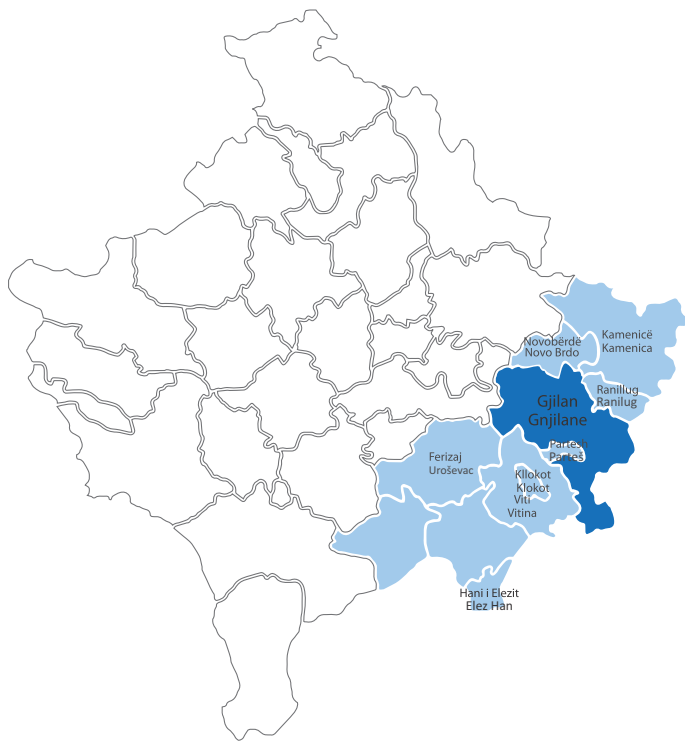 Novobërdë
Novo Brdo
Kamenicë
Kamenica
Ranillug
Ranilug
Gjilan
Gnjilane
Partesh
Parteš
Ferizaj
Uroševac
Kllokot
Klokot
Viti
Vitina
Hani i Elezit
Elez Han